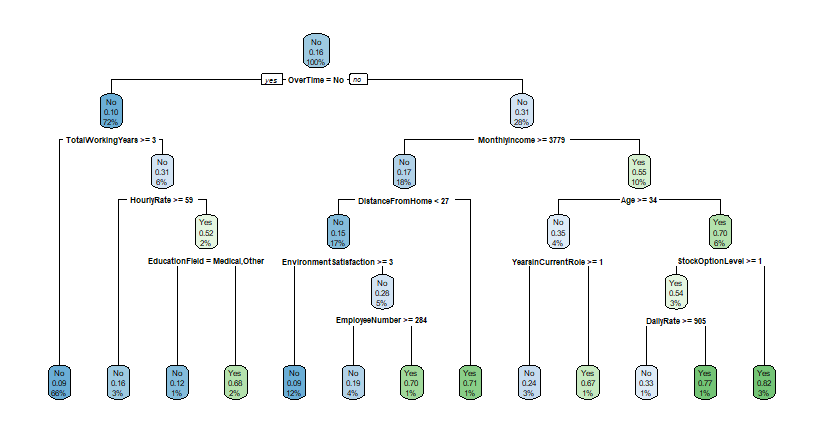 No
0.16
100%
yes OverTime = No no
No
0.10
72%
No
0.31
28%
TotalWorkingYears >= 3
MonthlyIncome >= 3779
No
0.31
6%
No
0.17
18%
Yes
0.55
10%
HourlyRate >= 59
DistanceFromHome < 27
Age >= 34
Yes
0.52
2%
No
0.15
17%
No
0.35
4%
Yes
0.70
6%
EducationField = Medical,Other
EnvironmentSatisfaction >= 3
YearsInCurrentRole >= 1
StockOptionLevel >= 1
No
0.28
5%
Yes
0.54
3%
EmployeeNumber >= 284
DailyRate >= 905
No
0.09
66%
No
0.16
3%
No
0.12
1%
Yes
0.68
2%
No
0.09
12%
No
0.19
4%
Yes
0.70
1%
Yes
0.71
1%
No
0.24
3%
Yes
0.67
1%
No
0.33
1%
Yes
0.77
1%
Yes
0.82
3%